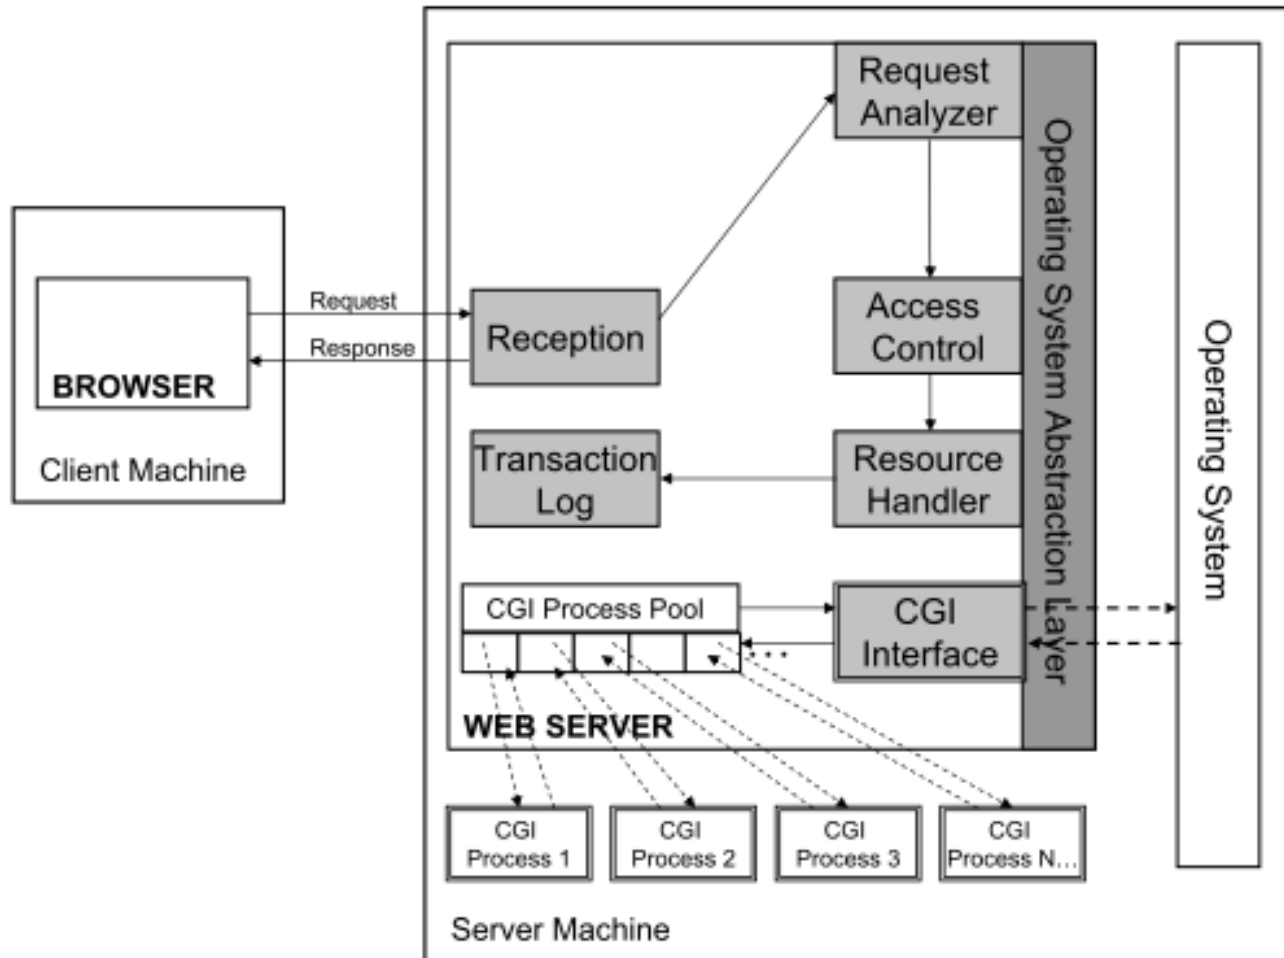 Request
Analyzer
Operating System Abstraction Layer
Operating System
Request
Response
BROWSER
Client Machine
Reception
Access
Control
Transaction
Log
Resource
Handler
CGI Process Pool
CGI
Interface
...
WEB SERVER
CGI
Process 1
CGI
Process 2
CGI
Process 3
CGI
Process N...
Server Machine